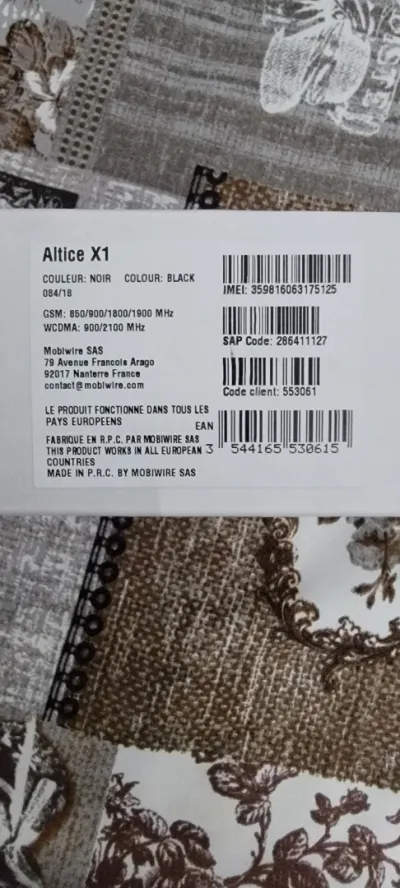 Altice X1
COULEUR: NOIR COLOUR: BLACK
084/18
GSM: 850/900/1800/1900 MHz
WCDMA: 900/2100 MHz
Mobiwire SAS
79 Avenue Francois Arago
92017 Nanterre France
contact@mobiwire.com
LE PRODUIT FONCTIONNE DANS TOUS LES
PAYS EUROPEENS
FABRIQUE EN R.P.C. PAR MOBIWIRE SAS
THIS PRODUCT WORKS IN ALL EUROPEAN
COUNTRIES
MADE IN P.R.C. BY MOBIWIRE SAS
IMEI: 359816063175125
SAP Code: 286411127
Code client: 553061
EAN
3 544165 530615